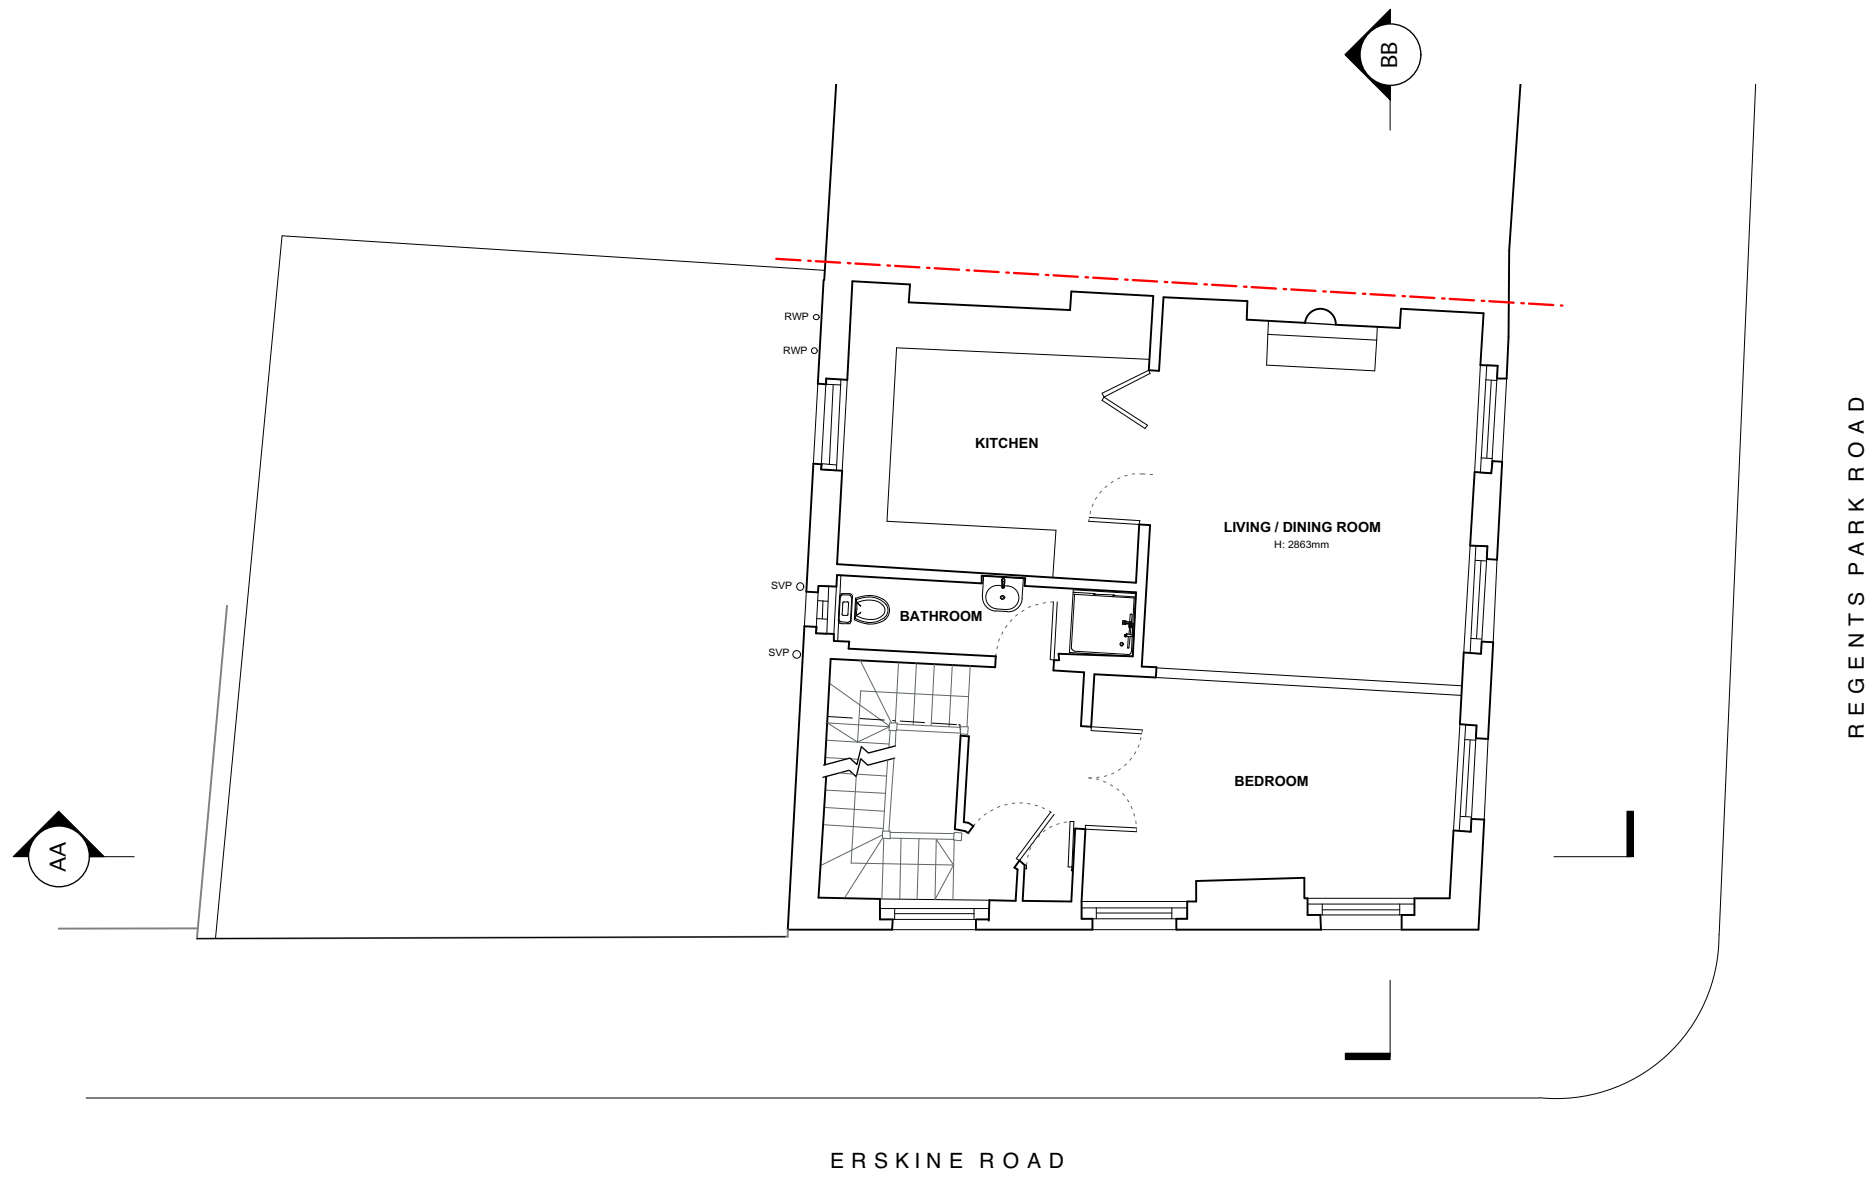 BB
RWP
RWP
KITCHEN
LIVING / DINING ROOM
H: 2863mm
SVP
BATHROOM
SVP
BEDROOM
AA
REGENTS PARK ROAD
ERSKINE ROAD